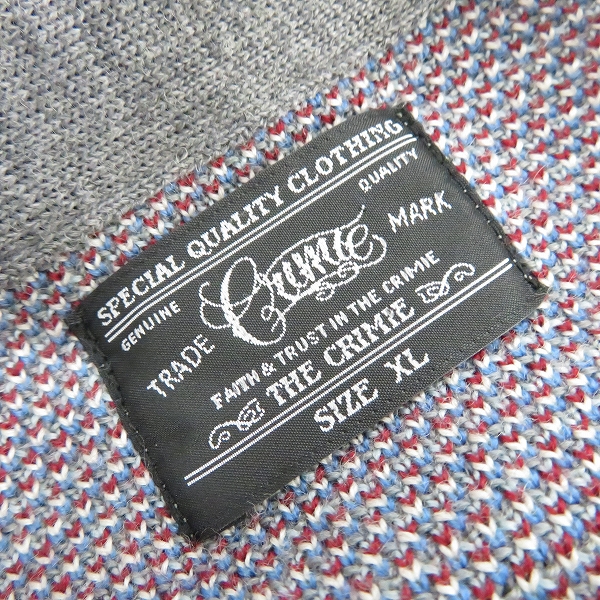 SPECIAL QUALITY CLOTHING
GENUINE QUALITY
TRADE Crimie MARK
FAITH & TRUST IN THE CRIMIE
THE CRIMIE
SIZE XL